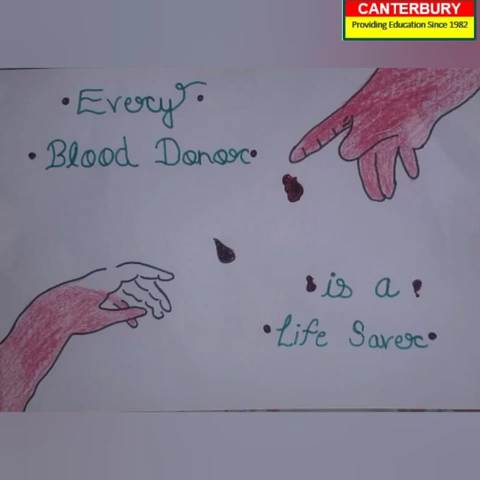 CANTERBURY
Providing Education Since 1982
Every
Blood Donor
is a
Life Saver